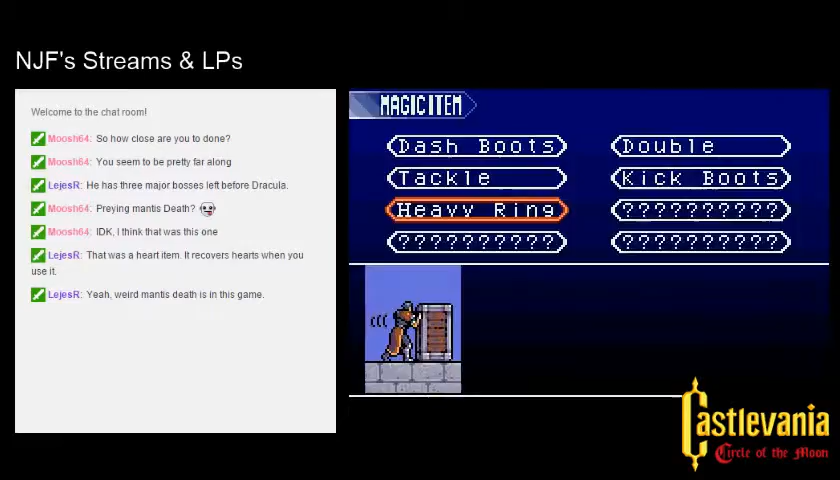 NJF's Streams & LPs
Welcome to the chat room!
Moosh64: So how close are you to done?
Moosh64: You seem to be pretty far along
LejesR: He has three major bosses left before Dracula.
Moosh64: Preying mantis Death?
Moosh64: IDK, I think that was this one
LejesR: That was a heart item. It recovers hearts when you
use it.
LejesR: Yeah, weird mantis death is in this game.
MAGIC ITEM
Dash Boots
Double
Tackle
Kick Boots
Heavy Ring
??????????
??????????
??????????
Castlevania
Circle of the Moon